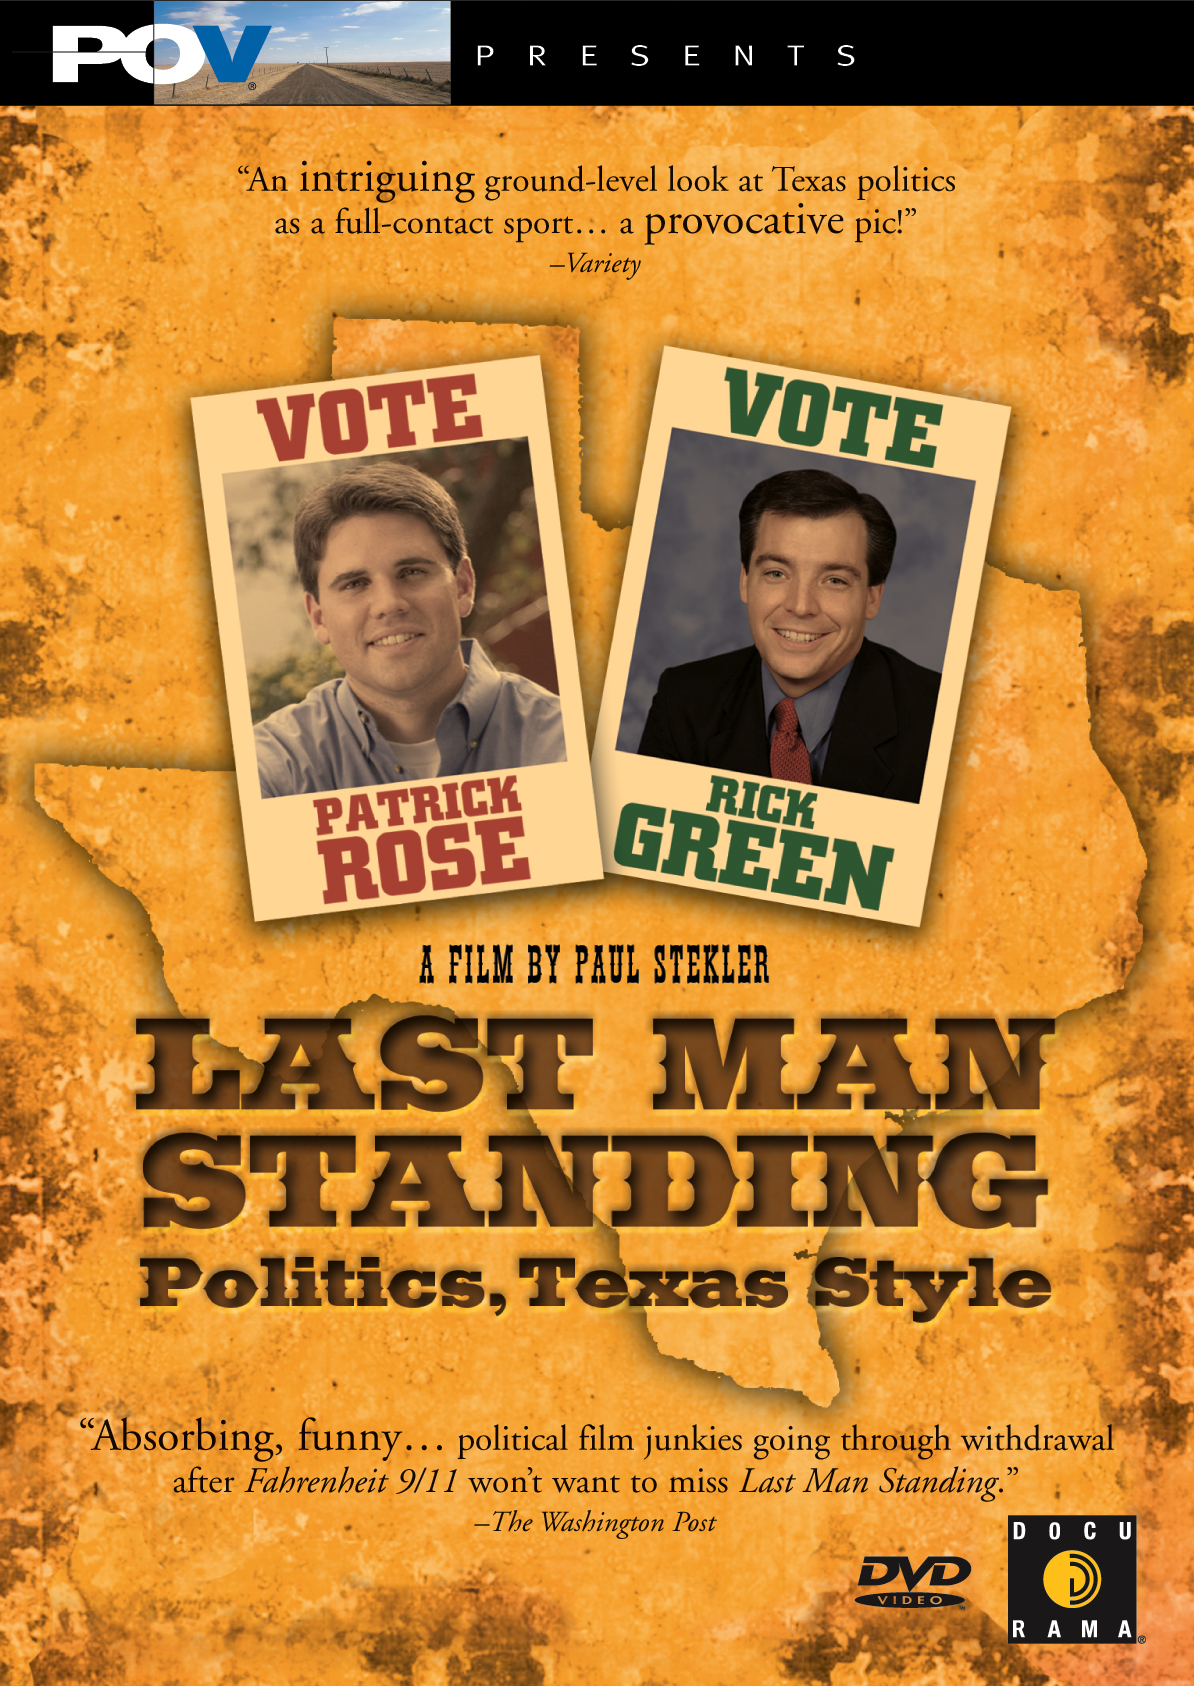 POV®
PRESENTS
“An intriguing ground-level look at Texas politics
as a full-contact sport… a provocative pic!”
–Variety
VOTE
PATRICK
ROSE
VOTE
RICK
GREEN
A FILM BY PAUL STEKLER
LAST MAN
STANDING
Politics, Texas Style
“Absorbing, funny… political film junkies going through withdrawal
after Fahrenheit 9/11 won’t want to miss Last Man Standing.”
–The Washington Post
DVD
VIDEO™
DOCU
RAMA®